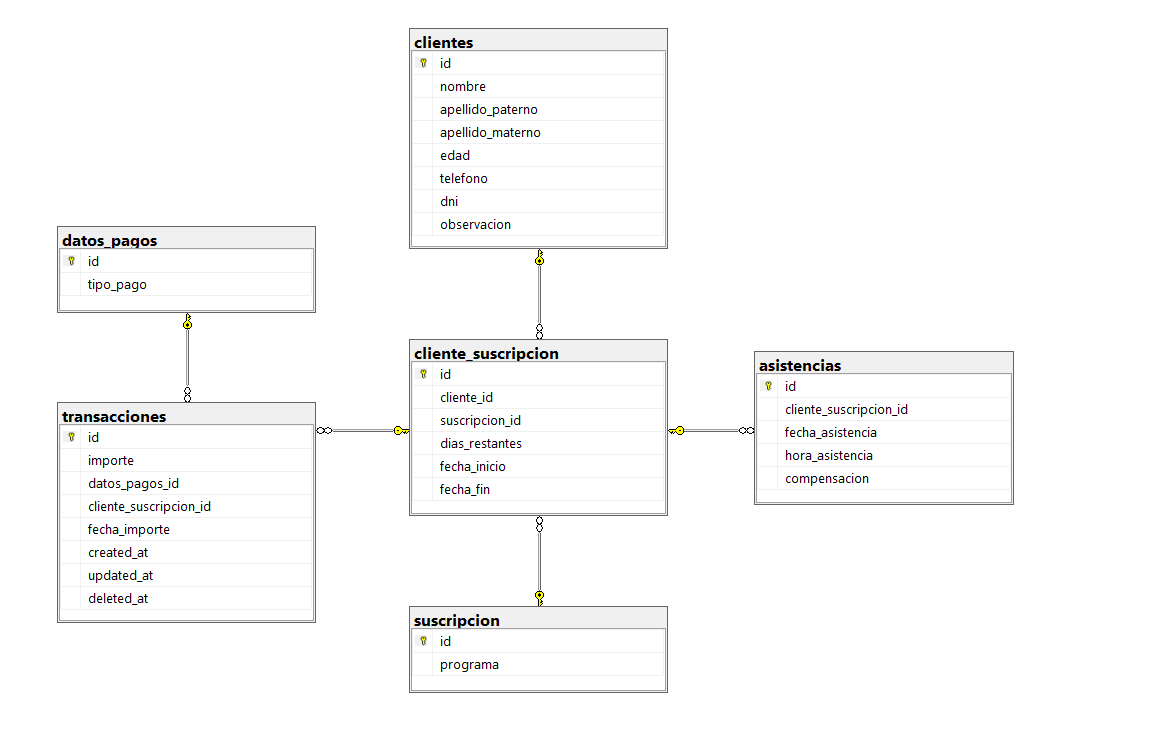 clientes
id
nombre
apellido_paterno
apellido_materno
edad
telefono
dni
observacion
datos_pagos
id
tipo_pago
cliente_suscripcion
id
cliente_id
suscripcion_id
dias_restantes
fecha_inicio
fecha_fin
asistencias
id
cliente_suscripcion_id
fecha_asistencia
hora_asistencia
compensacion
transacciones
id
importe
datos_pagos_id
cliente_suscripcion_id
fecha_importe
created_at
updated_at
deleted_at
suscripcion
id
programa